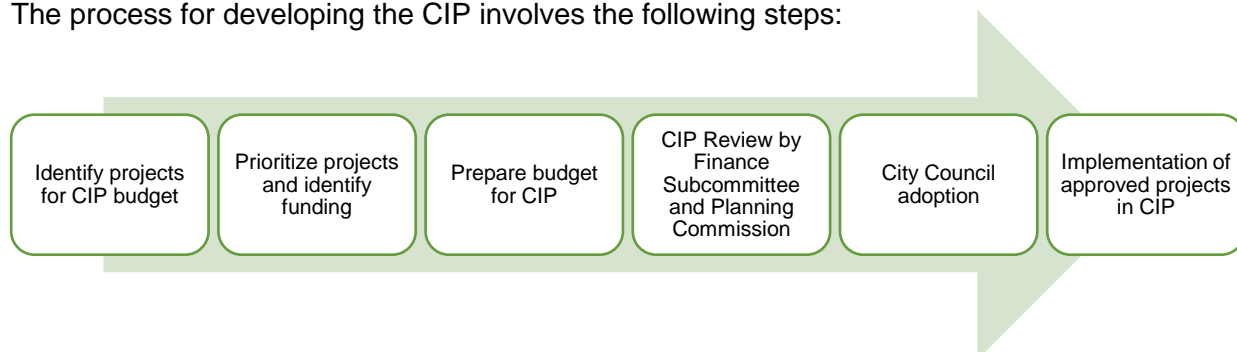 The process for developing the CIP involves the following steps:
Identify projects
for CIP budget
Prioritize projects
and identify
funding
Prepare budget
for CIP
CIP Review by
Finance
Subcommittee
and Planning
Commission
City Council
adoption
Implementation of
approved projects
in CIP